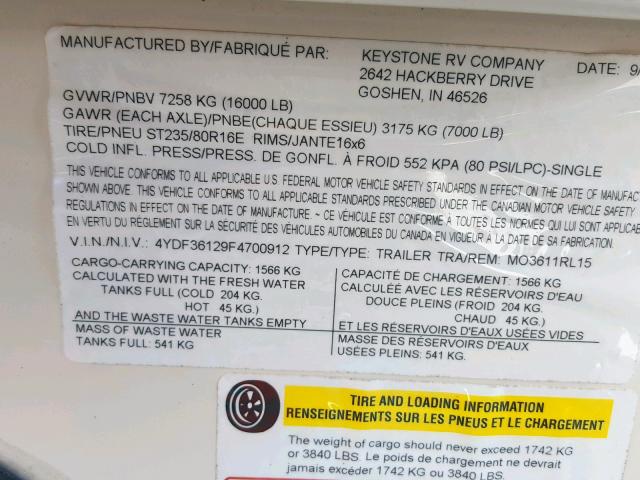 MANUFACTURED BY/FABRIQUÉ PAR: KEYSTONE RV COMPANY DATE: 9/
2642 HACKBERRY DRIVE
GOSHEN, IN 46526
GVWR/PNBV 7258 KG (16000 LB)
GAWR (EACH AXLE)/PNBE(CHAQUE ESSIEU) 3175 KG (7000 LB)
TIRE/PNEU ST235/80R16E RIMS/JANTE16x6
COLD INFL. PRESS/PRESS. DE GONFL. À FROID 552 KPA (80 PSI/LPC)-SINGLE
THIS VEHICLE CONFORMS TO ALL APPLICABLE U.S. FEDERAL MOTOR VEHICLE SAFETY STANDARDS IN EFFECT ON THE DATE OF MANUFACT
SHOWN ABOVE. THIS VEHICLE CONFORMS TO ALL APPLICABLE STANDARDS PRESCRIBED UNDER THE CANADIAN MOTOR VEHICLE SAFETY
REGULATIONS IN EFFECT ON THE DATE OF MANUFACTURE ~ CE VÉHICULE EST CONFORME À TOUTES LES NORMES QUI LUI SONT APPLICABL
EN VERTU DU RÈGLEMENT SUR LA SÉCURITÉ DES VÉHICULES AUTOMOBILES DU CANADA EN VIGUEUR À LA DATE DE SA FABRICATION.
V.I.N./N.I.V.: 4YDF36129F4700912 TYPE/TYPE: TRAILER TRA/REM: MO3611RL15
CARGO-CARRYING CAPACITY: 1566 KG
CALCULATED WITH THE FRESH WATER
TANKS FULL (COLD 204 KG.
HOT 45 KG.)
AND THE WASTE WATER TANKS EMPTY
MASS OF WASTE WATER
TANKS FULL: 541 KG
CAPACITÉ DE CHARGEMENT: 1566 KG
CALCULÉE AVEC LES RÉSERVOIRS D'EAU
DOUCE PLEINS (FROID 204 KG.
CHAUD 45 KG.)
ET LES RÉSERVOIRS D'EAUX USÉES VIDES
MASSE DES RÉSERVOIRS D'EAUX
USÉES PLEINS: 541 KG.
TIRE AND LOADING INFORMATION
RENSEIGNEMENTS SUR LES PNEUS ET LE CHARGEMENT
The weight of cargo should never exceed 1742 KG
or 3840 LBS. Le poids de chargement ne devrait
jamais excéder 1742 KG ou 3840 LBS.